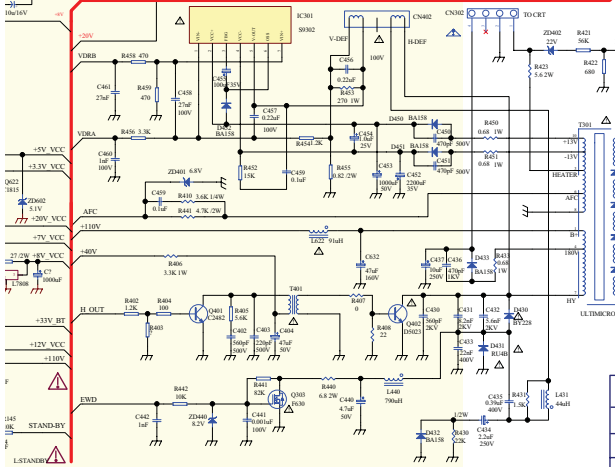 10u/16V
+20V
IC301
S9302
CN402
V-DEF
H-DEF
100V
CN302
TO CRT
ZD402
22V
R421
56K
R422
680
R423
5.6 2W
VDRB
R458 470
C461
27nF
R459
470
C458
27nF
100V
C455
100uF35V
D452
BA158
C457
0.22uF
100V
C456
0.22uF
R453
270 1W
VDRA
R456 3.3K
C460
1nF
100V
R454 1.2K
C454
1.0uF
25V
D450
BA158
C450
470pF
500V
D451
BA158
C451
470pF
500V
R450
0.68 1W
R451
0.68 1W
T301
+13V
-13V
HEATER
AFC
B+
180V
HY
ULTIMICRO
+5V_VCC
+3.3V_VCC
Q622
ZD602
5.1V
ZD401 6.8V
C459
0.1uF
R410 3.6K 1/4W
R441 4.7K /2W
R452
15K
C459
0.1uF
R455
0.82 /2W
C453
1000uF
50V
C452
2200uF
35V
AFC
+20V_VCC
+110V
+7V_VCC
27 /2W
+8V_VCC
+40V
L7808
C7
1000uF
L622 91uH
C632
47uF
160V
R406
3.3K 1W
C437
10uF
250V
C436
470pF
1KV
D433
BA158
R433
0.68
1W
T401
R407
0
H_OUT
+33V_BT
+12V_VCC
+110V
R402
1.2K
R404
100
R403
Q401
C2482
R405
5.6K
C402
560pF
500V
C403
220pF
500V
C404
47uF
50V
R408
22
Q402
D5023
C430
560pF
2KV
C431
8.2nF
2KV
C432
5.6nF
2KV
D430
BY228
C433
22nF
400V
D431
RU4B
EWD
R442
10K
R441
82K
Q303
F630
R440
6.8 2W
C440
4.7uF
50V
L440
790uH
C442
1nF
ZD440
8.2V
C441
0.001uF
100V
C435
0.39uF
400V
R431
1.5K
L431
44uH
D432
BA158
1/2W
R430
22K
C434
2.2uF
250V
STAND-BY
L:STANDBY